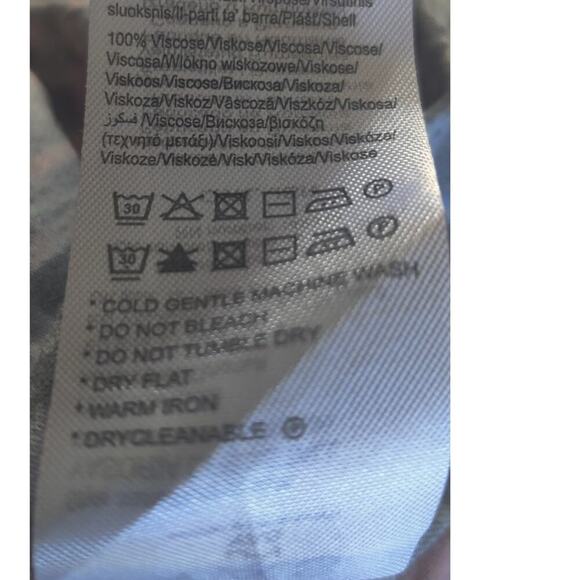 sluoksnis/Il-parti ta' barra/Plášť/Shell
100% Viscose/Viskose/Viscosa/Viscose/
Viscosa/Włókno wiskozowe/Viskose/
Viskoos/Viscose/Вискоза/Viskoza/
Viskoza/Viskoz/Vâscoză/Viszkóz/Viskosa/
فسكوز /Viscose/Вискоза/βισκόζη
(τεχνητό μετάξι)/Viskoosi/Viskos/Viskóza/
Viskoze/Viskozė/Visk/Viskóza/Viskose
30 P
30 P
* COLD GENTLE MACHINE WASH
* DO NOT BLEACH
* DO NOT TUMBLE DRY
* DRY FLAT
* WARM IRON
* DRYCLEANABLE Ⓟ